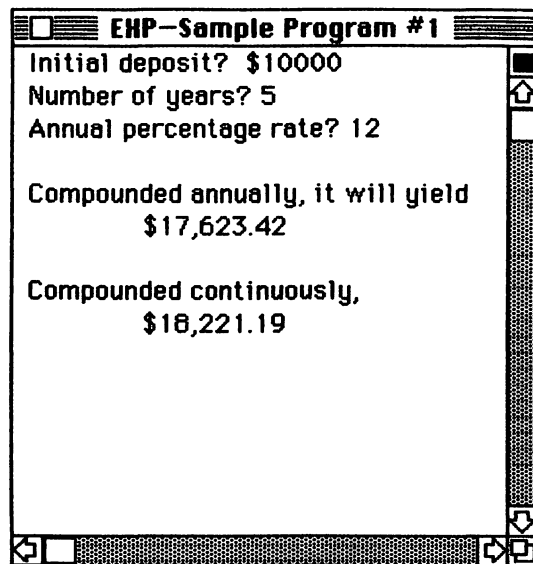 EXP—Sample Program #1
Initial deposit? $10000
Number of years? 5
Annual percentage rate? 12
Compounded annually, it will yield
$17,623.42
Compounded continuously,
$18,221.19